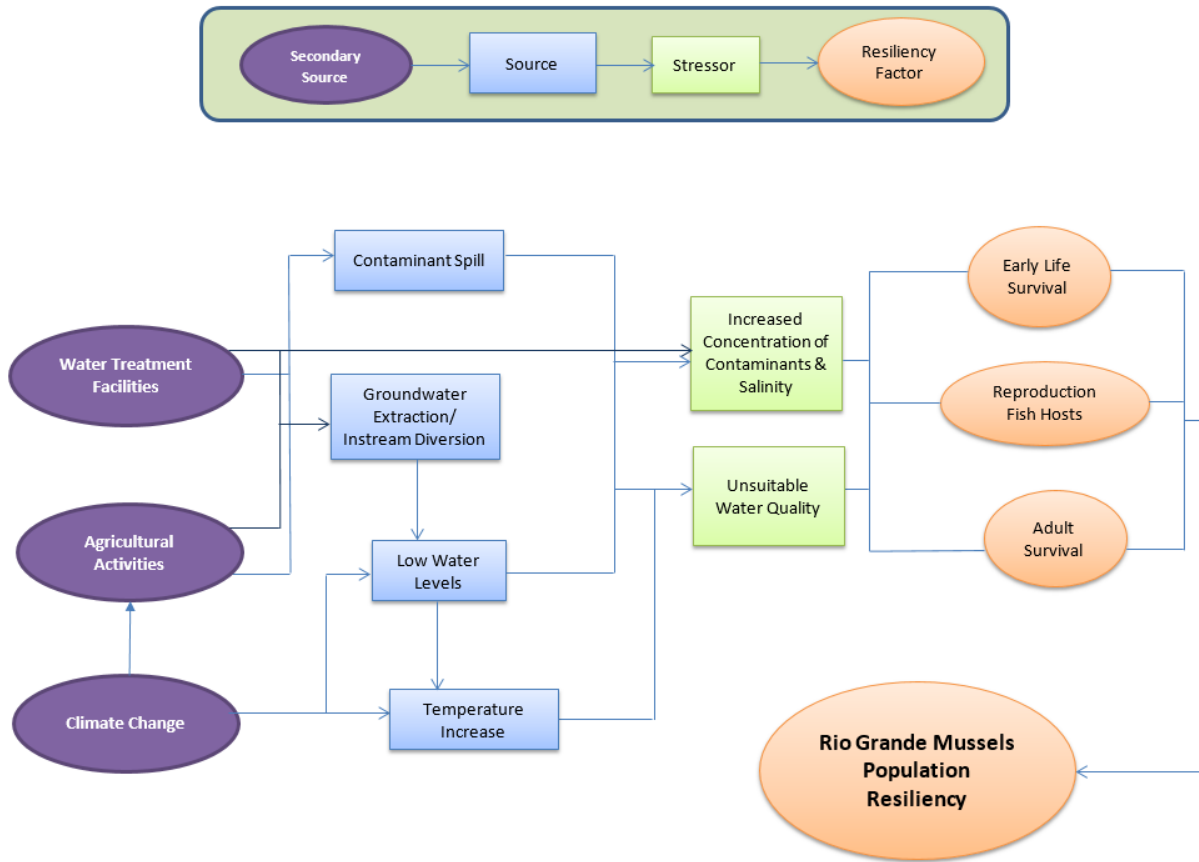 Secondary
Source
Source
Stressor
Resiliency
Factor
Contaminant Spill
Early Life
Survival
Increased
Concentration of
Contaminants &
Salinity
Water Treatment
Facilities
Groundwater
Extraction/
Instream Diversion
Reproduction
Fish Hosts
Unsuitable
Water Quality
Agricultural
Activities
Low Water
Levels
Adult
Survival
Climate Change
Temperature
Increase
Rio Grande Mussels
Population
Resiliency